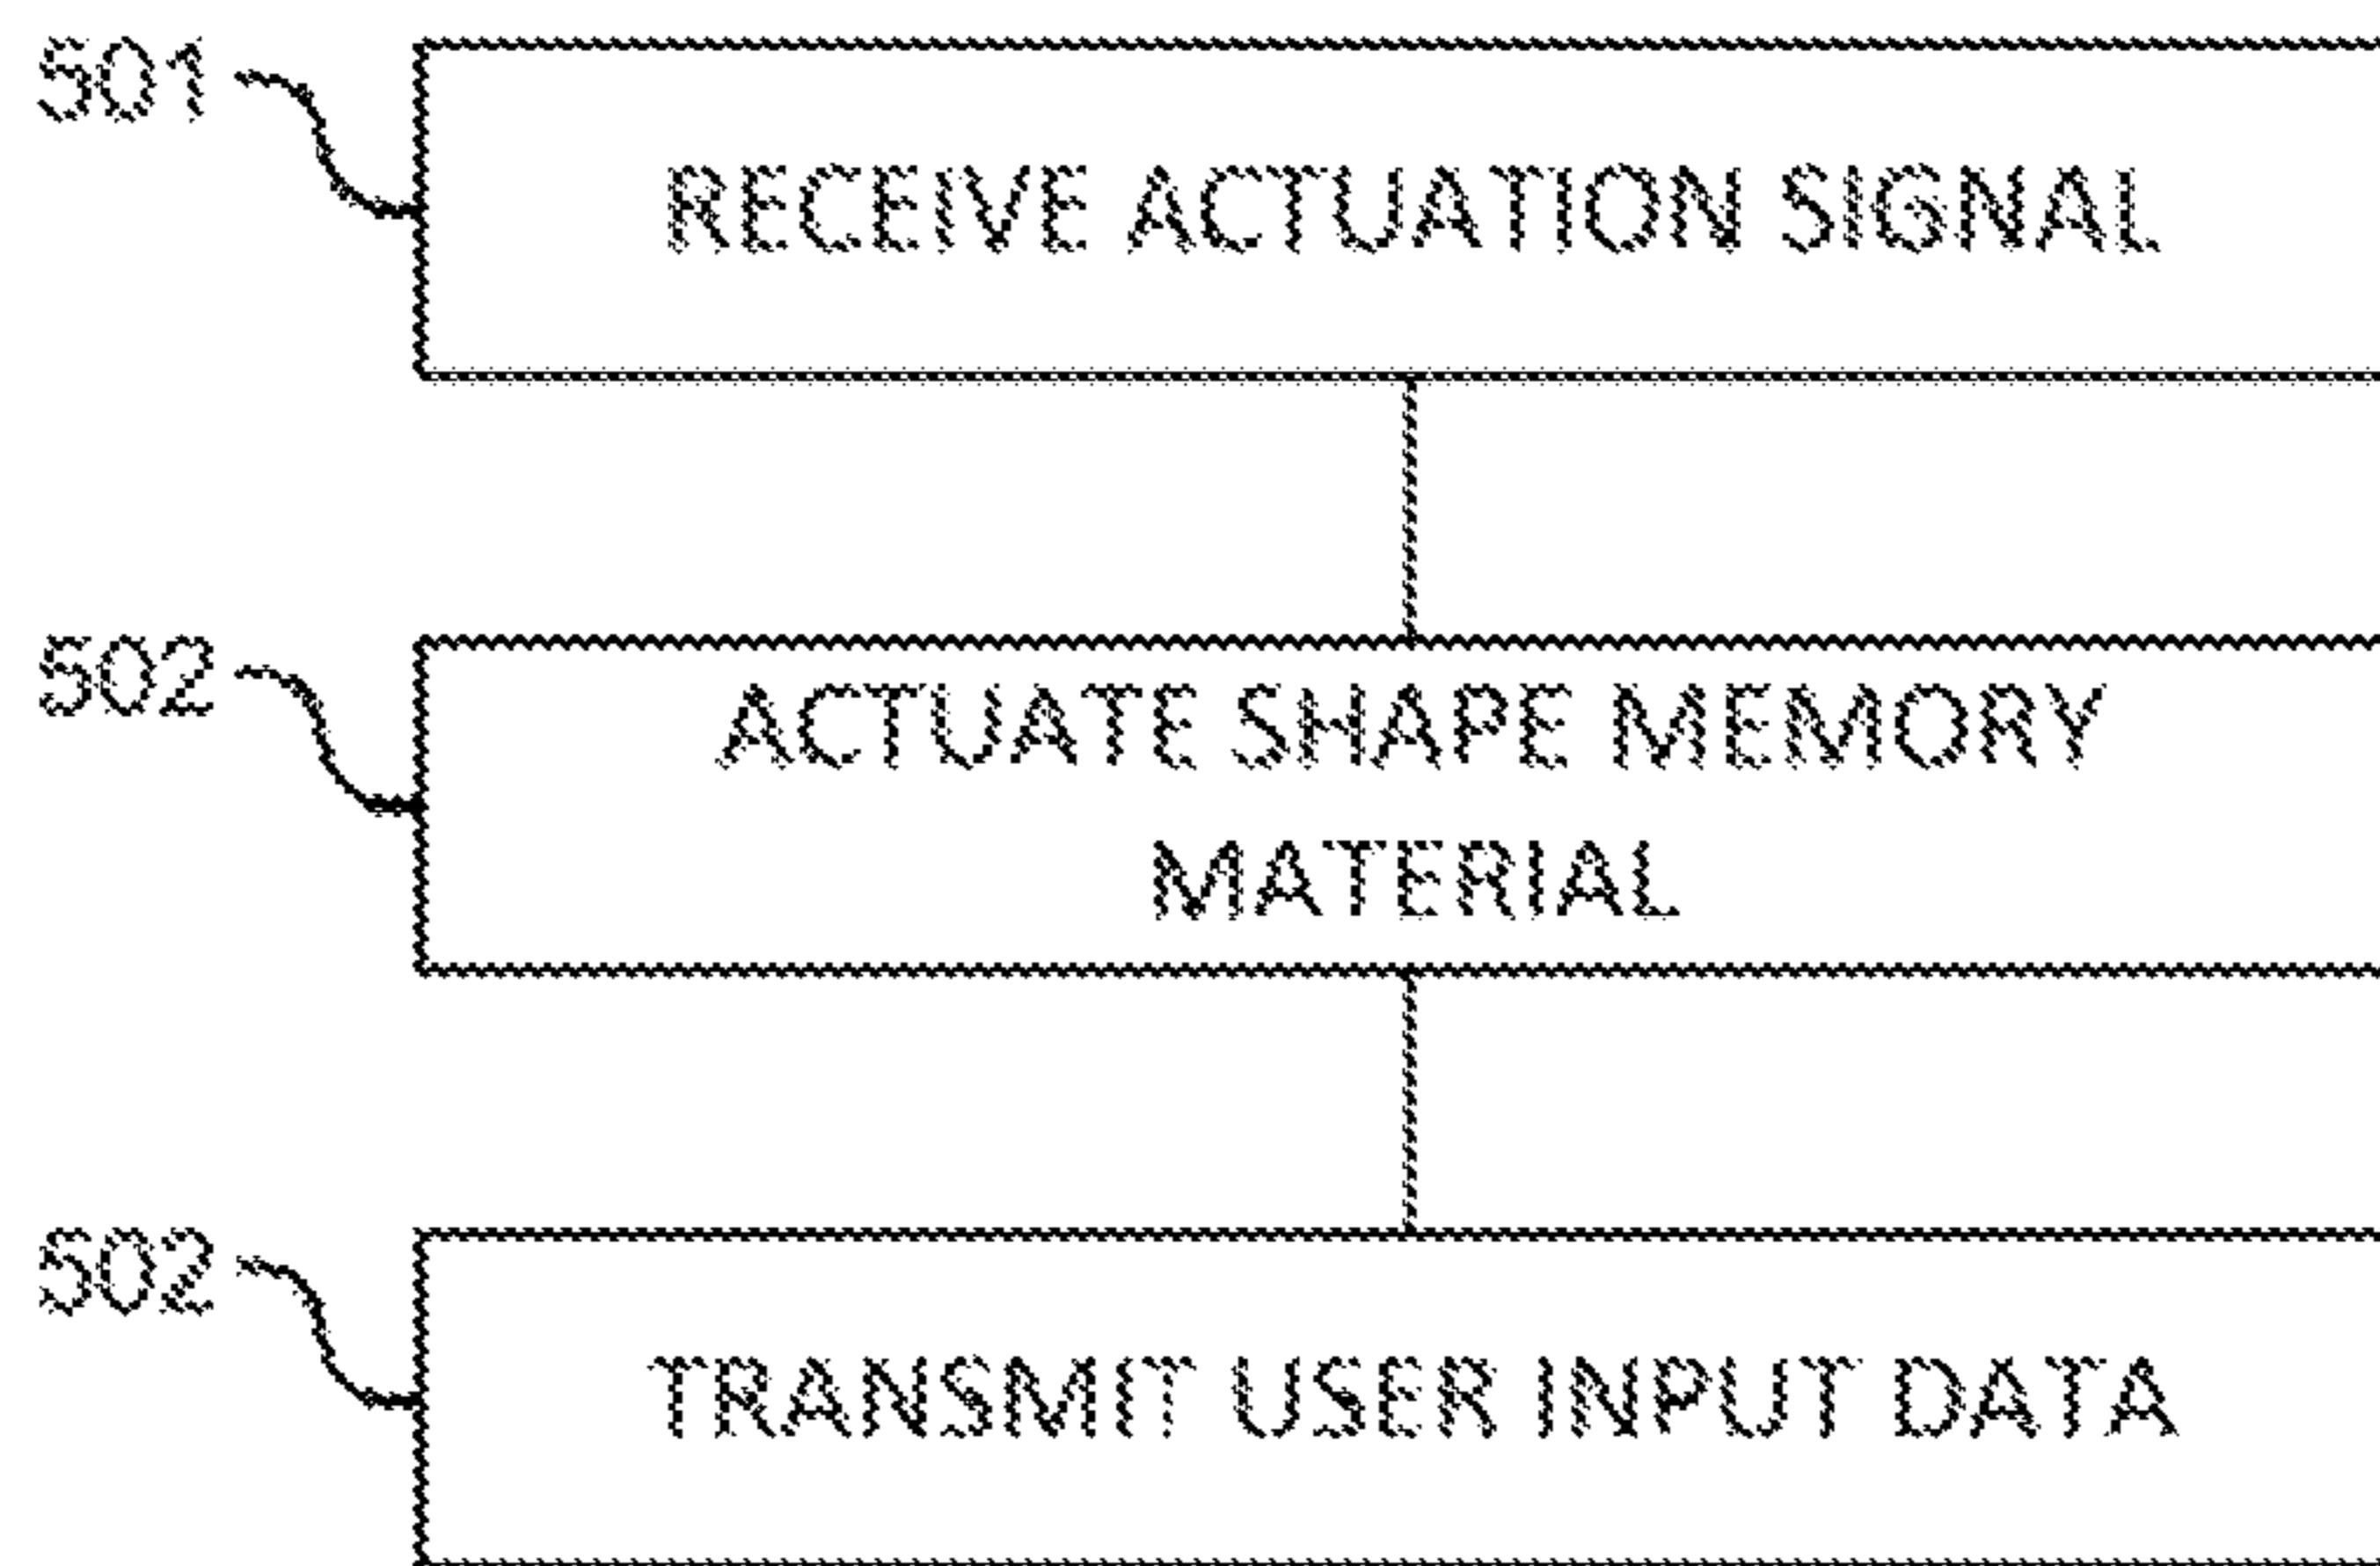 501
RECEIVE ACTUATION SIGNAL
502
ACTUATE SHAPE MEMORY
MATERIAL
502
TRANSMIT USER INPUT DATA